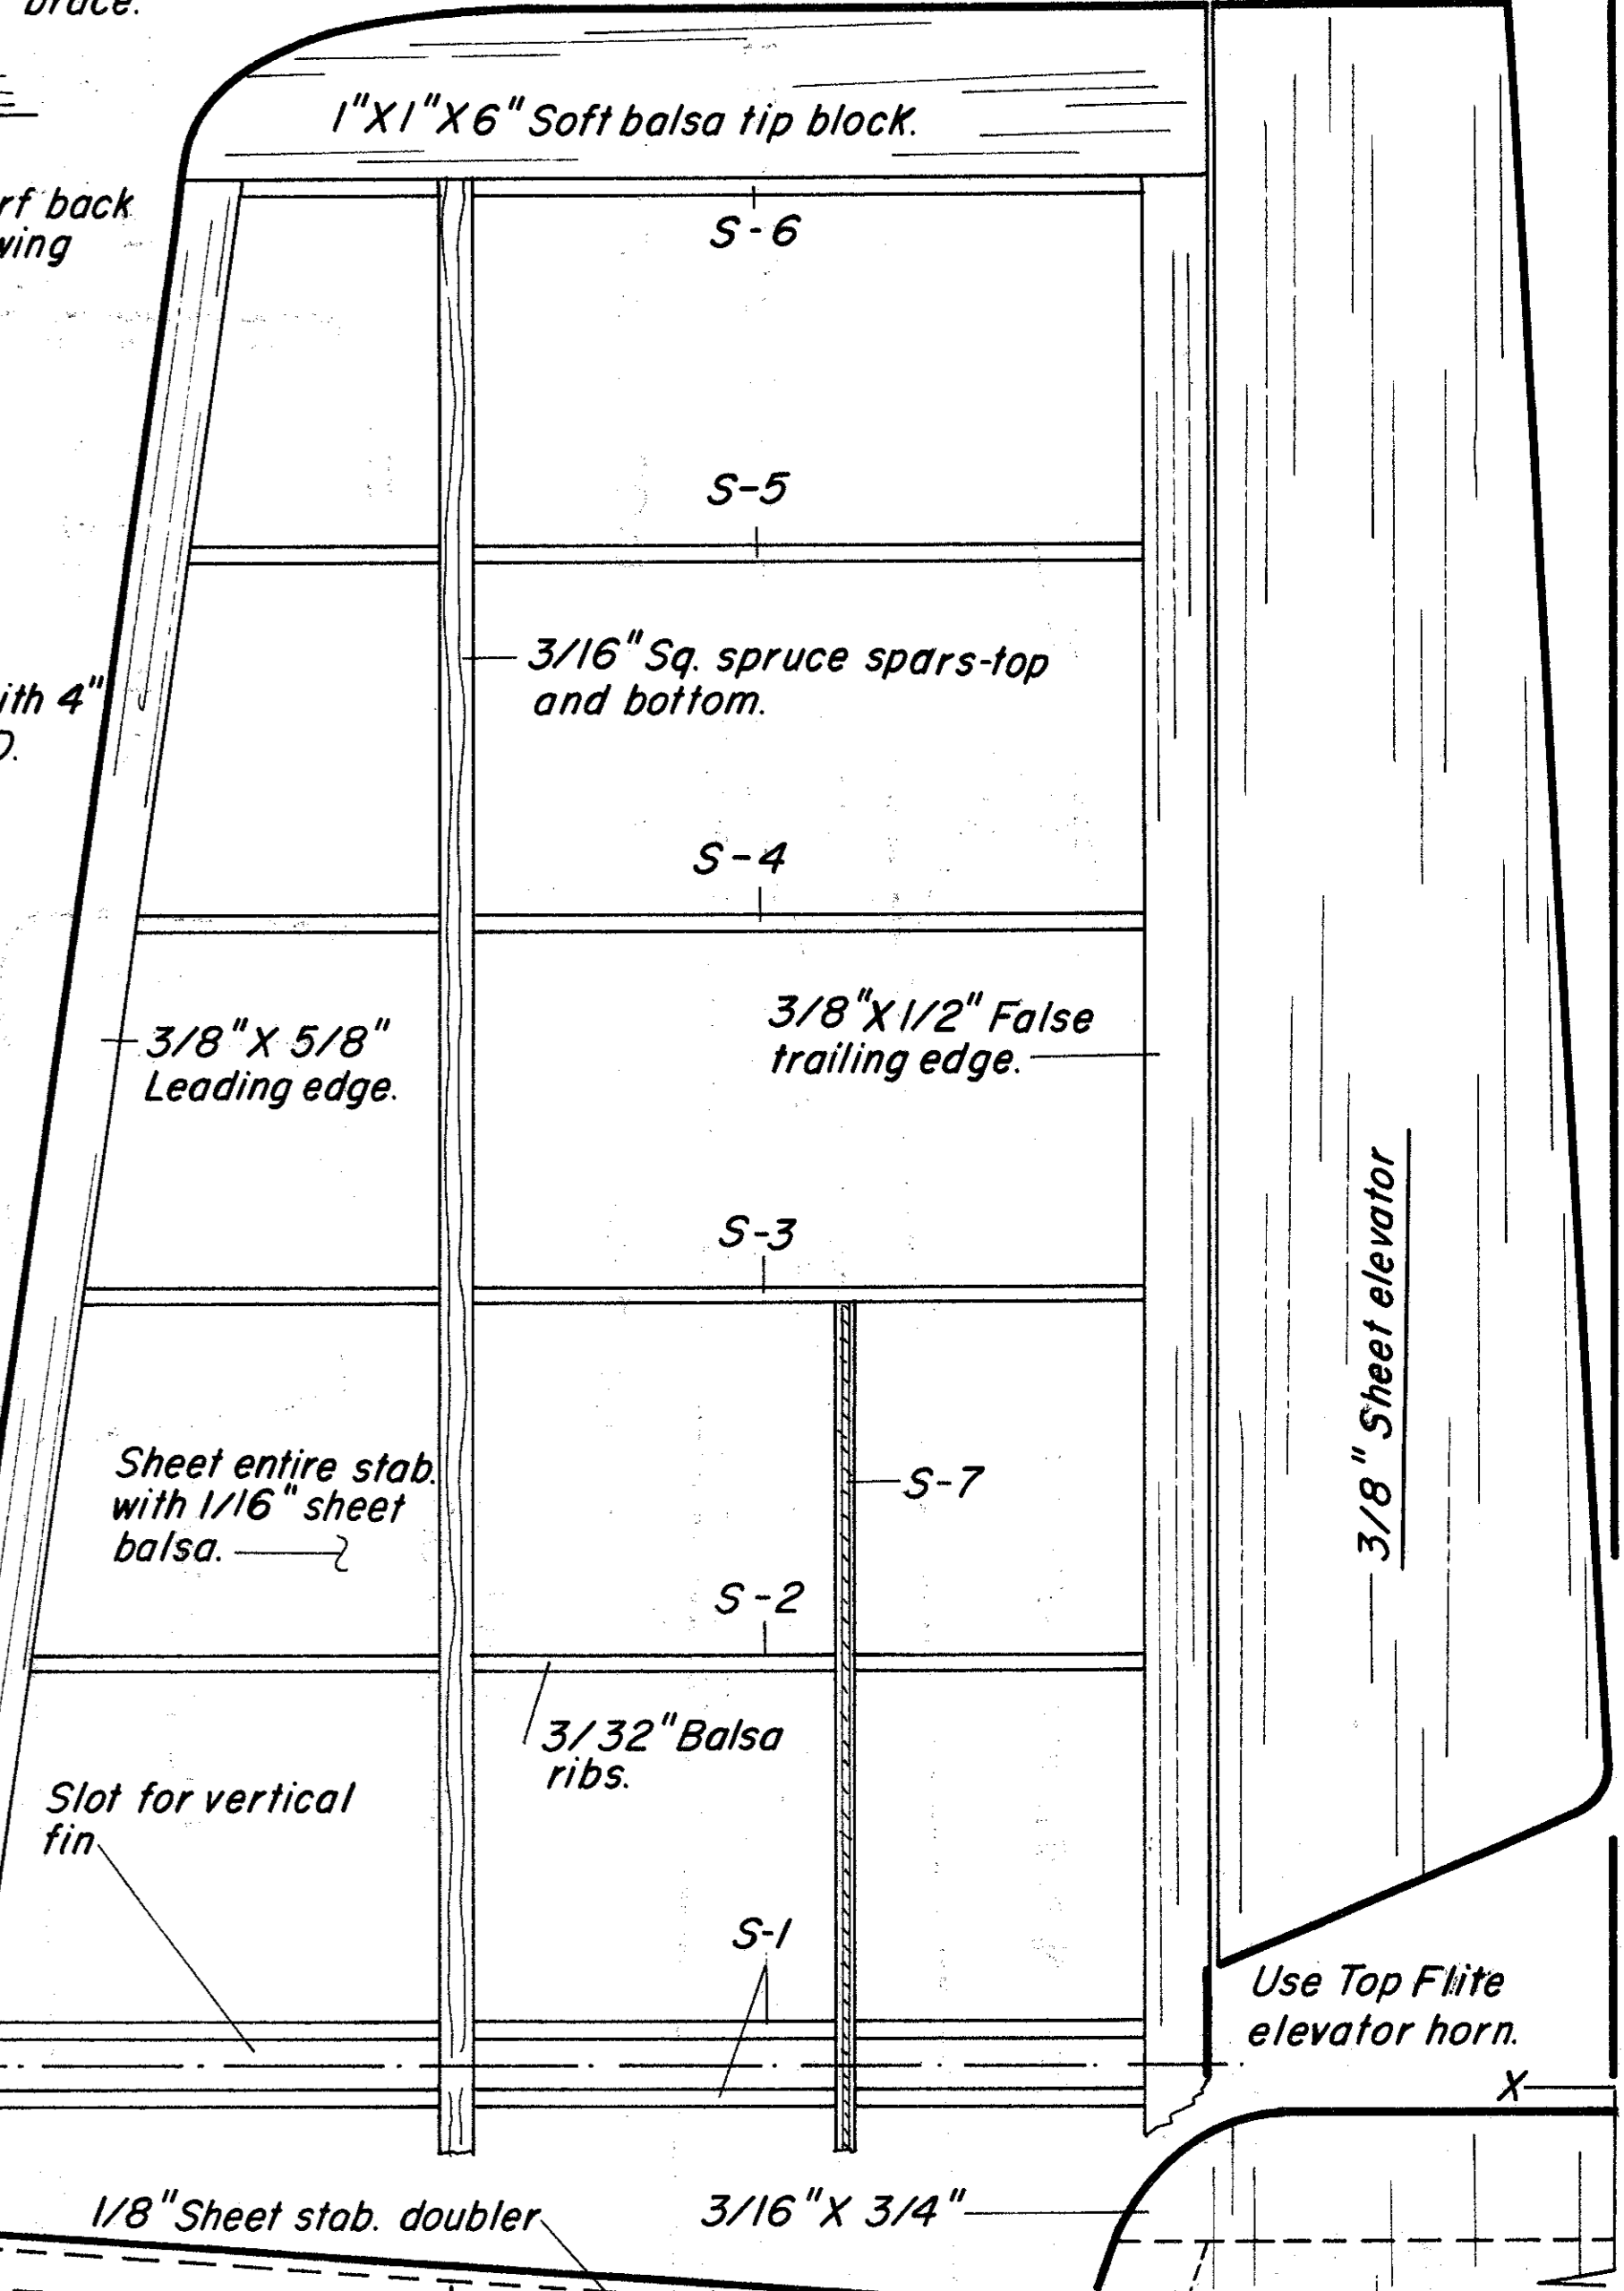 brace.
1"X1"X6" Soft balsa tip block.
back
wing
S-6
S-5
3/16" Sq. spruce spars-top
and bottom.
4"
S-4
3/8" X 5/8"
Leading edge.
3/8" X 1/2" False
trailing edge.
S-3
3/8" Sheet elevator
Sheet entire stab.
with 1/16" sheet
balsa.
S-7
S-2
3/32" Balsa
ribs.
Slot for vertical
fin
S-1
Use Top Flite
elevator horn.
X
1/8" Sheet stab. doubler
3/16" X 3/4"